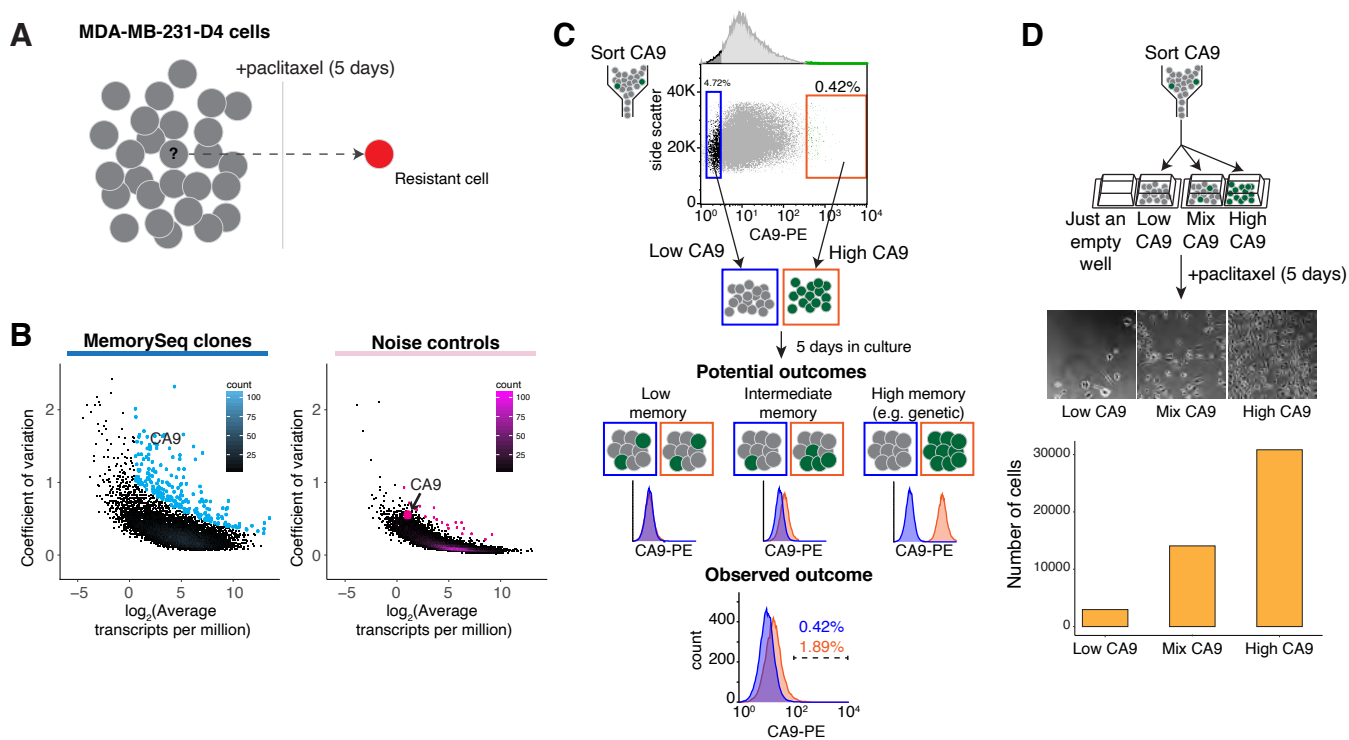 A
MDA-MB-231-D4 cells
+paclitaxel (5 days)
?
Resistant cell
B
MemorySeq clones
Noise controls
Coefficient of variation
2
1
0
CA9
count
100
75
50
25
−5
0
5
10
log2(Average
transcripts per million)
Coefficient of variation
2
1
0
CA9
count
100
75
50
25
−5
0
5
10
log2(Average
transcripts per million)
C
Sort CA9
4.72%
0.42%
side scatter
40K
20K
0
10^0
10^1
10^2
10^3
10^4
CA9-PE
Low CA9
High CA9
5 days in culture
Potential outcomes
Low
memory
Intermediate
memory
High memory
(e.g. genetic)
CA9-PE
CA9-PE
CA9-PE
Observed outcome
count
400
200
0
0.42%
1.89%
10^0
10^2
10^4
CA9-PE
D
Sort CA9
Just an
empty
well
Low
CA9
Mix
CA9
High
CA9
+paclitaxel (5 days)
Low CA9
Mix CA9
High CA9
Number of cells
30000
20000
10000
0
Low CA9
Mix CA9
High CA9